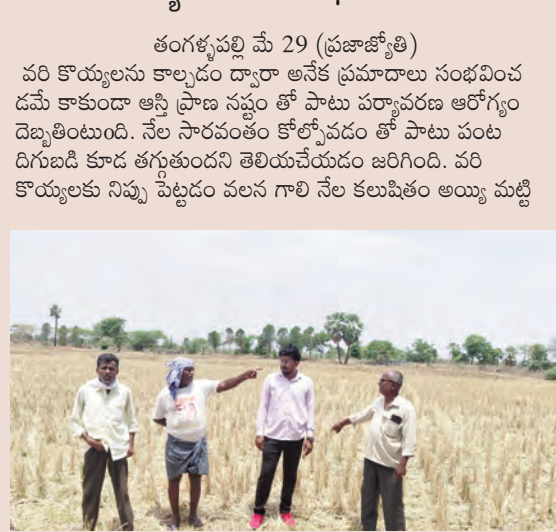 తంగళ్ళపల్లి మే 29 (ప్రజాజ్యోతి)
వరి కొయ్యలను కాల్చడం ద్వారా అనేక ప్రమాదాలు సంభవించ
డమే కాకుండా ఆస్తి ప్రాణ నష్టం తో పాటు పర్యావరణ ఆరోగ్యం
దెబ్బతింటుంది. నేల సారవంతం కోల్పోవడం తో పాటు పంట
దిగుబడి కూడ తగ్గుతుందని తెలియచేయడం జరిగింది. వరి
కొయ్యలకు నిప్పు పెట్టడం వలన గాలి నేల కలుషితం అయ్యి మట్టి